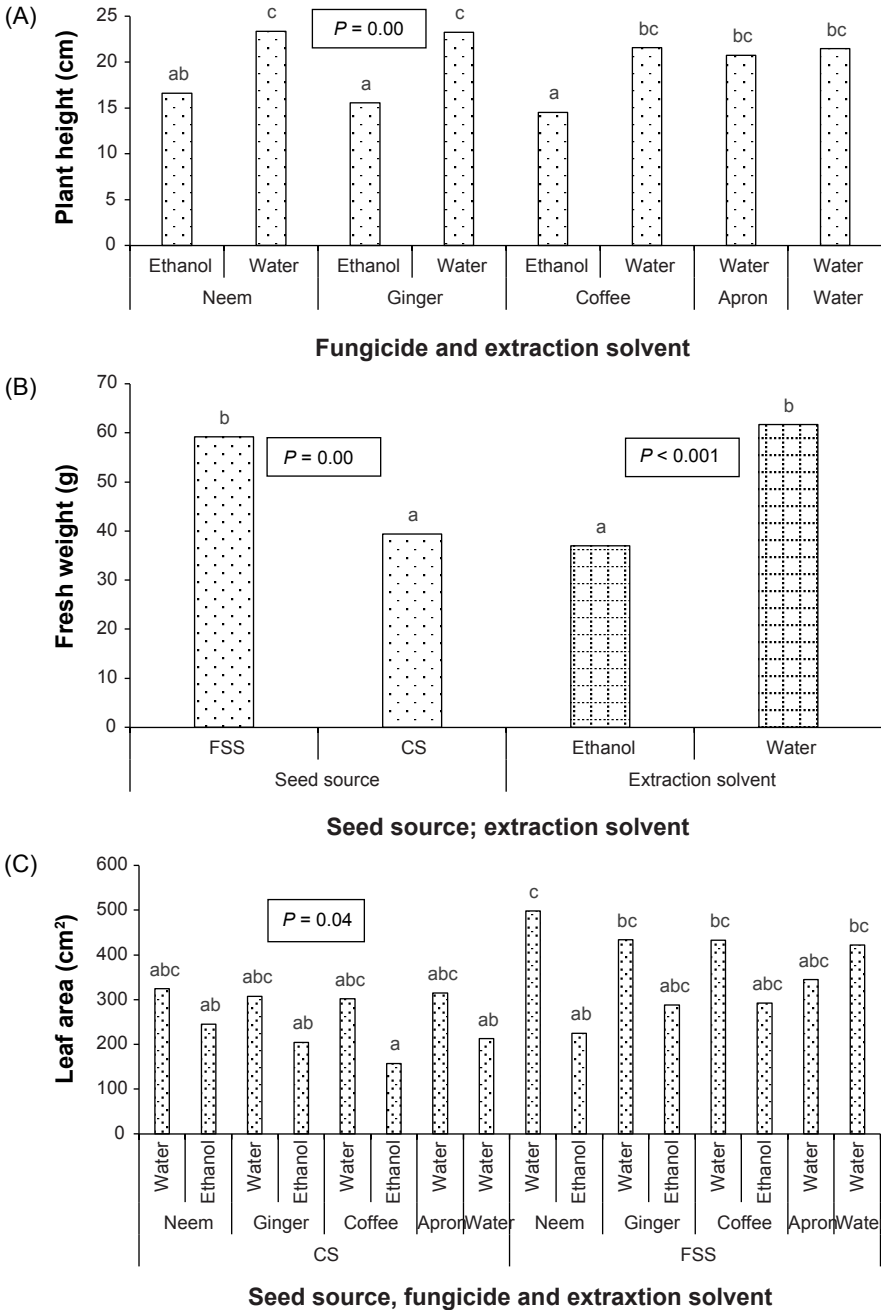 (A)
Plant height (cm)
25
20
15
10
5
0
P = 0.00
ab
c
a
c
a
bc
bc
bc
Ethanol Water Ethanol Water Ethanol Water Water Water
Neem Ginger Coffee Apron Water
Fungicide and extraction solvent
(B)
Fresh weight (g)
70
60
50
40
30
20
10
0
P = 0.00
P < 0.001
b
a
a
b
FSS CS Ethanol Water
Seed source Extraction solvent
Seed source; extraction solvent
(C)
Leaf area (cm²)
600
500
400
300
200
100
0
P = 0.04
abc
ab
abc
ab
abc
a
abc
ab
c
ab
bc
abc
bc
abc
abc
bc
Water Ethanol Water Ethanol Water Ethanol Water Water Water Ethanol Water Ethanol Water Ethanol Water Water
Neem Ginger Coffee Apron Water Neem Ginger Coffee Apron Wate
CS FSS
Seed source, fungicide and extraxtion solvent